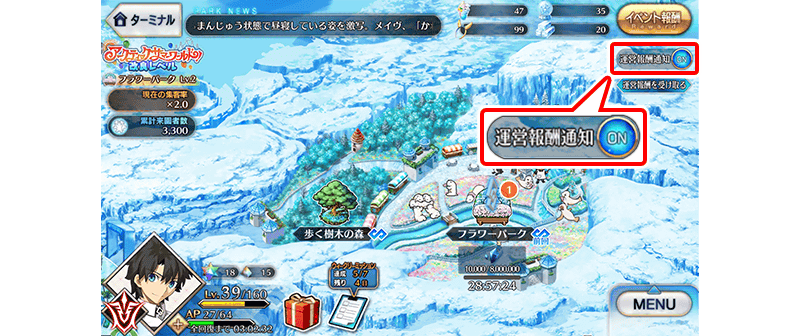 ターミナル
PARK NEWS
まんじゅう状態で昼寝している姿を激写。メイヴ、「か
47
35
99
20
イベント報酬
Reward
アークティック・サマーワールド!
改良レベル
フラワーパーク Lv.2
現在の集客率
×2.0
累計来園者数
3,300
運営報酬通知 ON
運営報酬を受け取る
運営報酬通知 ON
1
歩く樹木の森
フラワーパーク
前回
10,000 / 8,000,000
28:57:24
18
15
ウィークリーミッション
達成 5/7
残り 4日
Lv. 39/160
AP 27/64
全回復まで 03:02:32
MENU